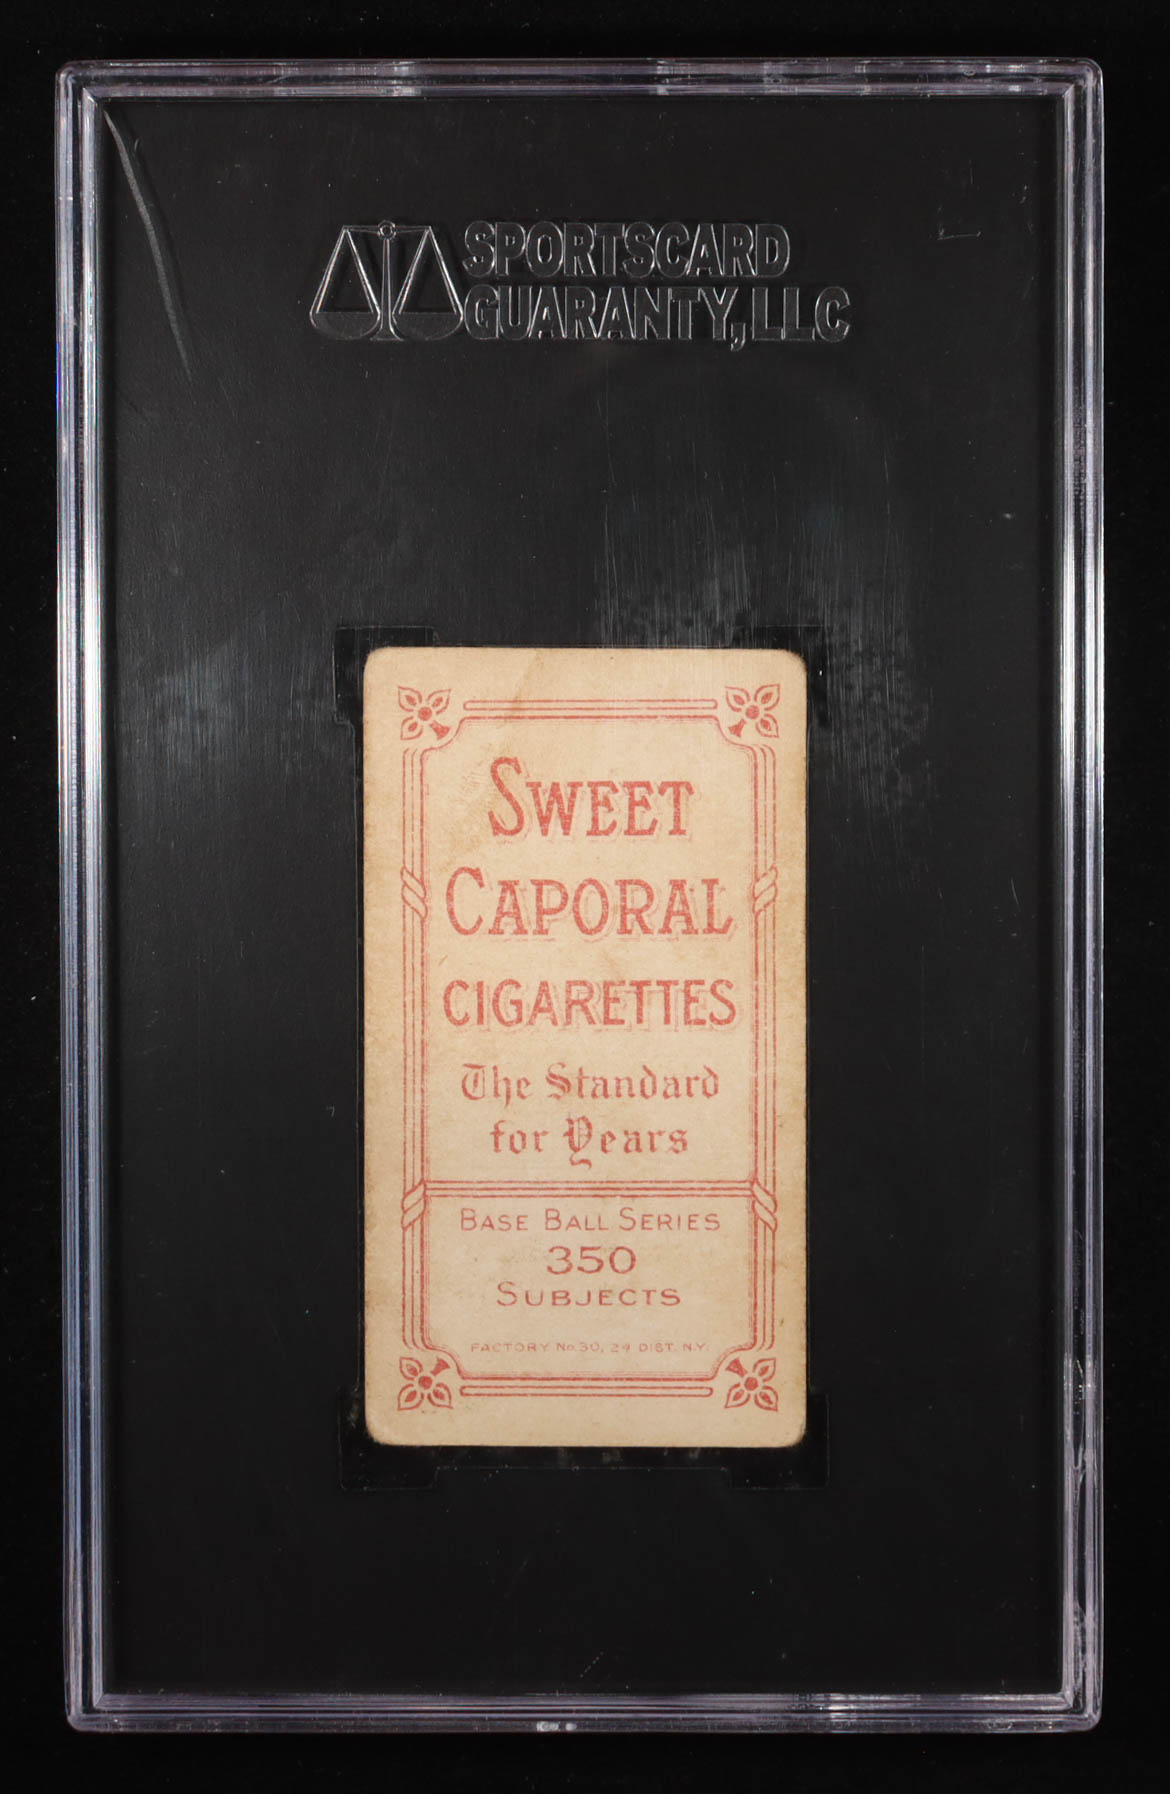 SPORTSCARD
GUARANTY, LLC
SWEET
CAPORAL
CIGARETTES
The Standard
for Years
BASE BALL SERIES
350
SUBJECTS
FACTORY No. 30, 2d DIST. N.Y.